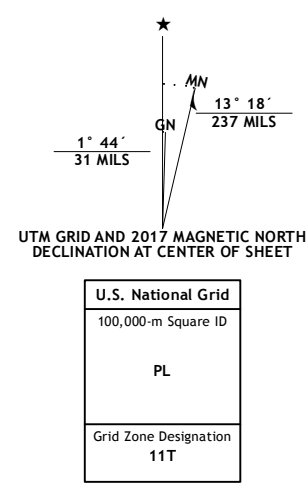 ★
MN
GN
13° 18´
237 MILS
1° 44´
31 MILS
UTM GRID AND 2017 MAGNETIC NORTH
DECLINATION AT CENTER OF SHEET
U.S. National Grid
100,000-m Square ID
PL
Grid Zone Designation
11T